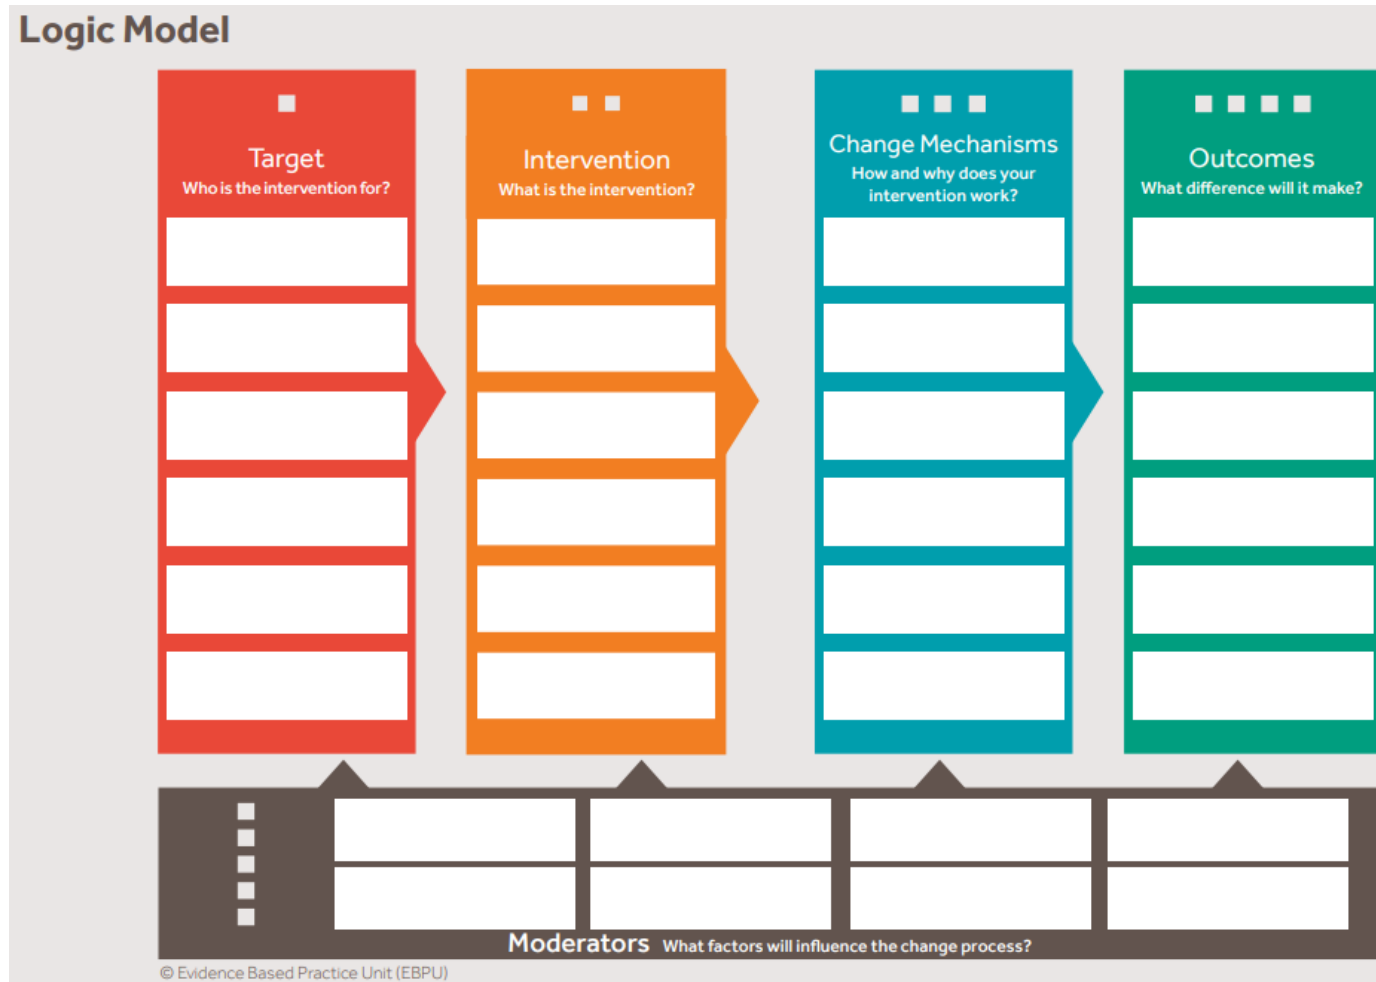 Logic Model
Target
Who is the intervention for?
Intervention
What is the intervention?
Change Mechanisms
How and why does your
intervention work?
Outcomes
What difference will it make?
Moderators What factors will influence the change process?
© Evidence Based Practice Unit (EBPU)